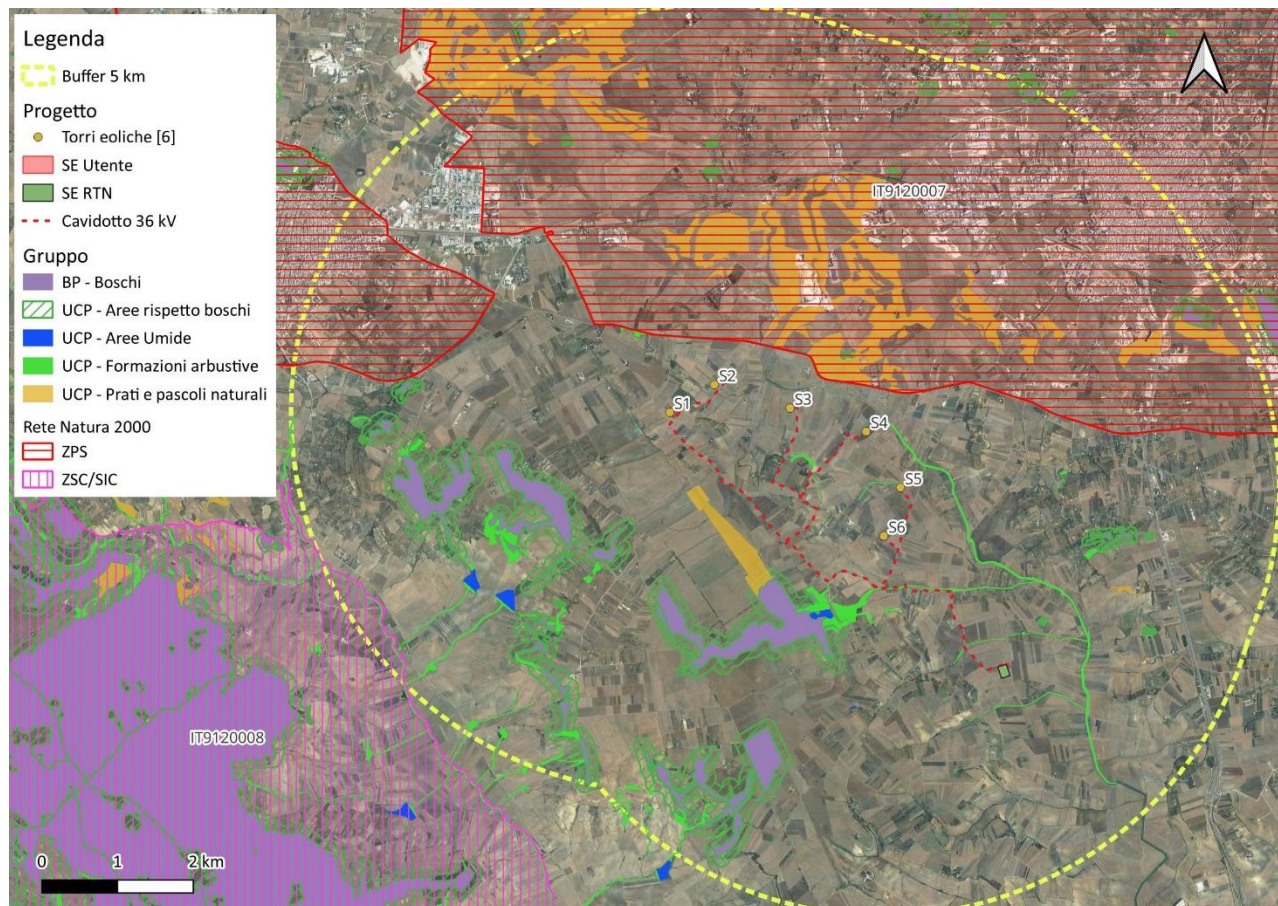 Legenda
Buffer 5 km
Progetto
Torri eoliche [6]
SE Utente
SE RTN
Cavidotto 36 kV
Gruppo
BP - Boschi
UCP - Aree rispetto boschi
UCP - Aree Umide
UCP - Formazioni arbustive
UCP - Prati e pascoli naturali
Rete Natura 2000
ZPS
ZSC/SIC
IT9120007
S2
S1
S3
S4
S5
S6
IT9120008
0 1 2 km